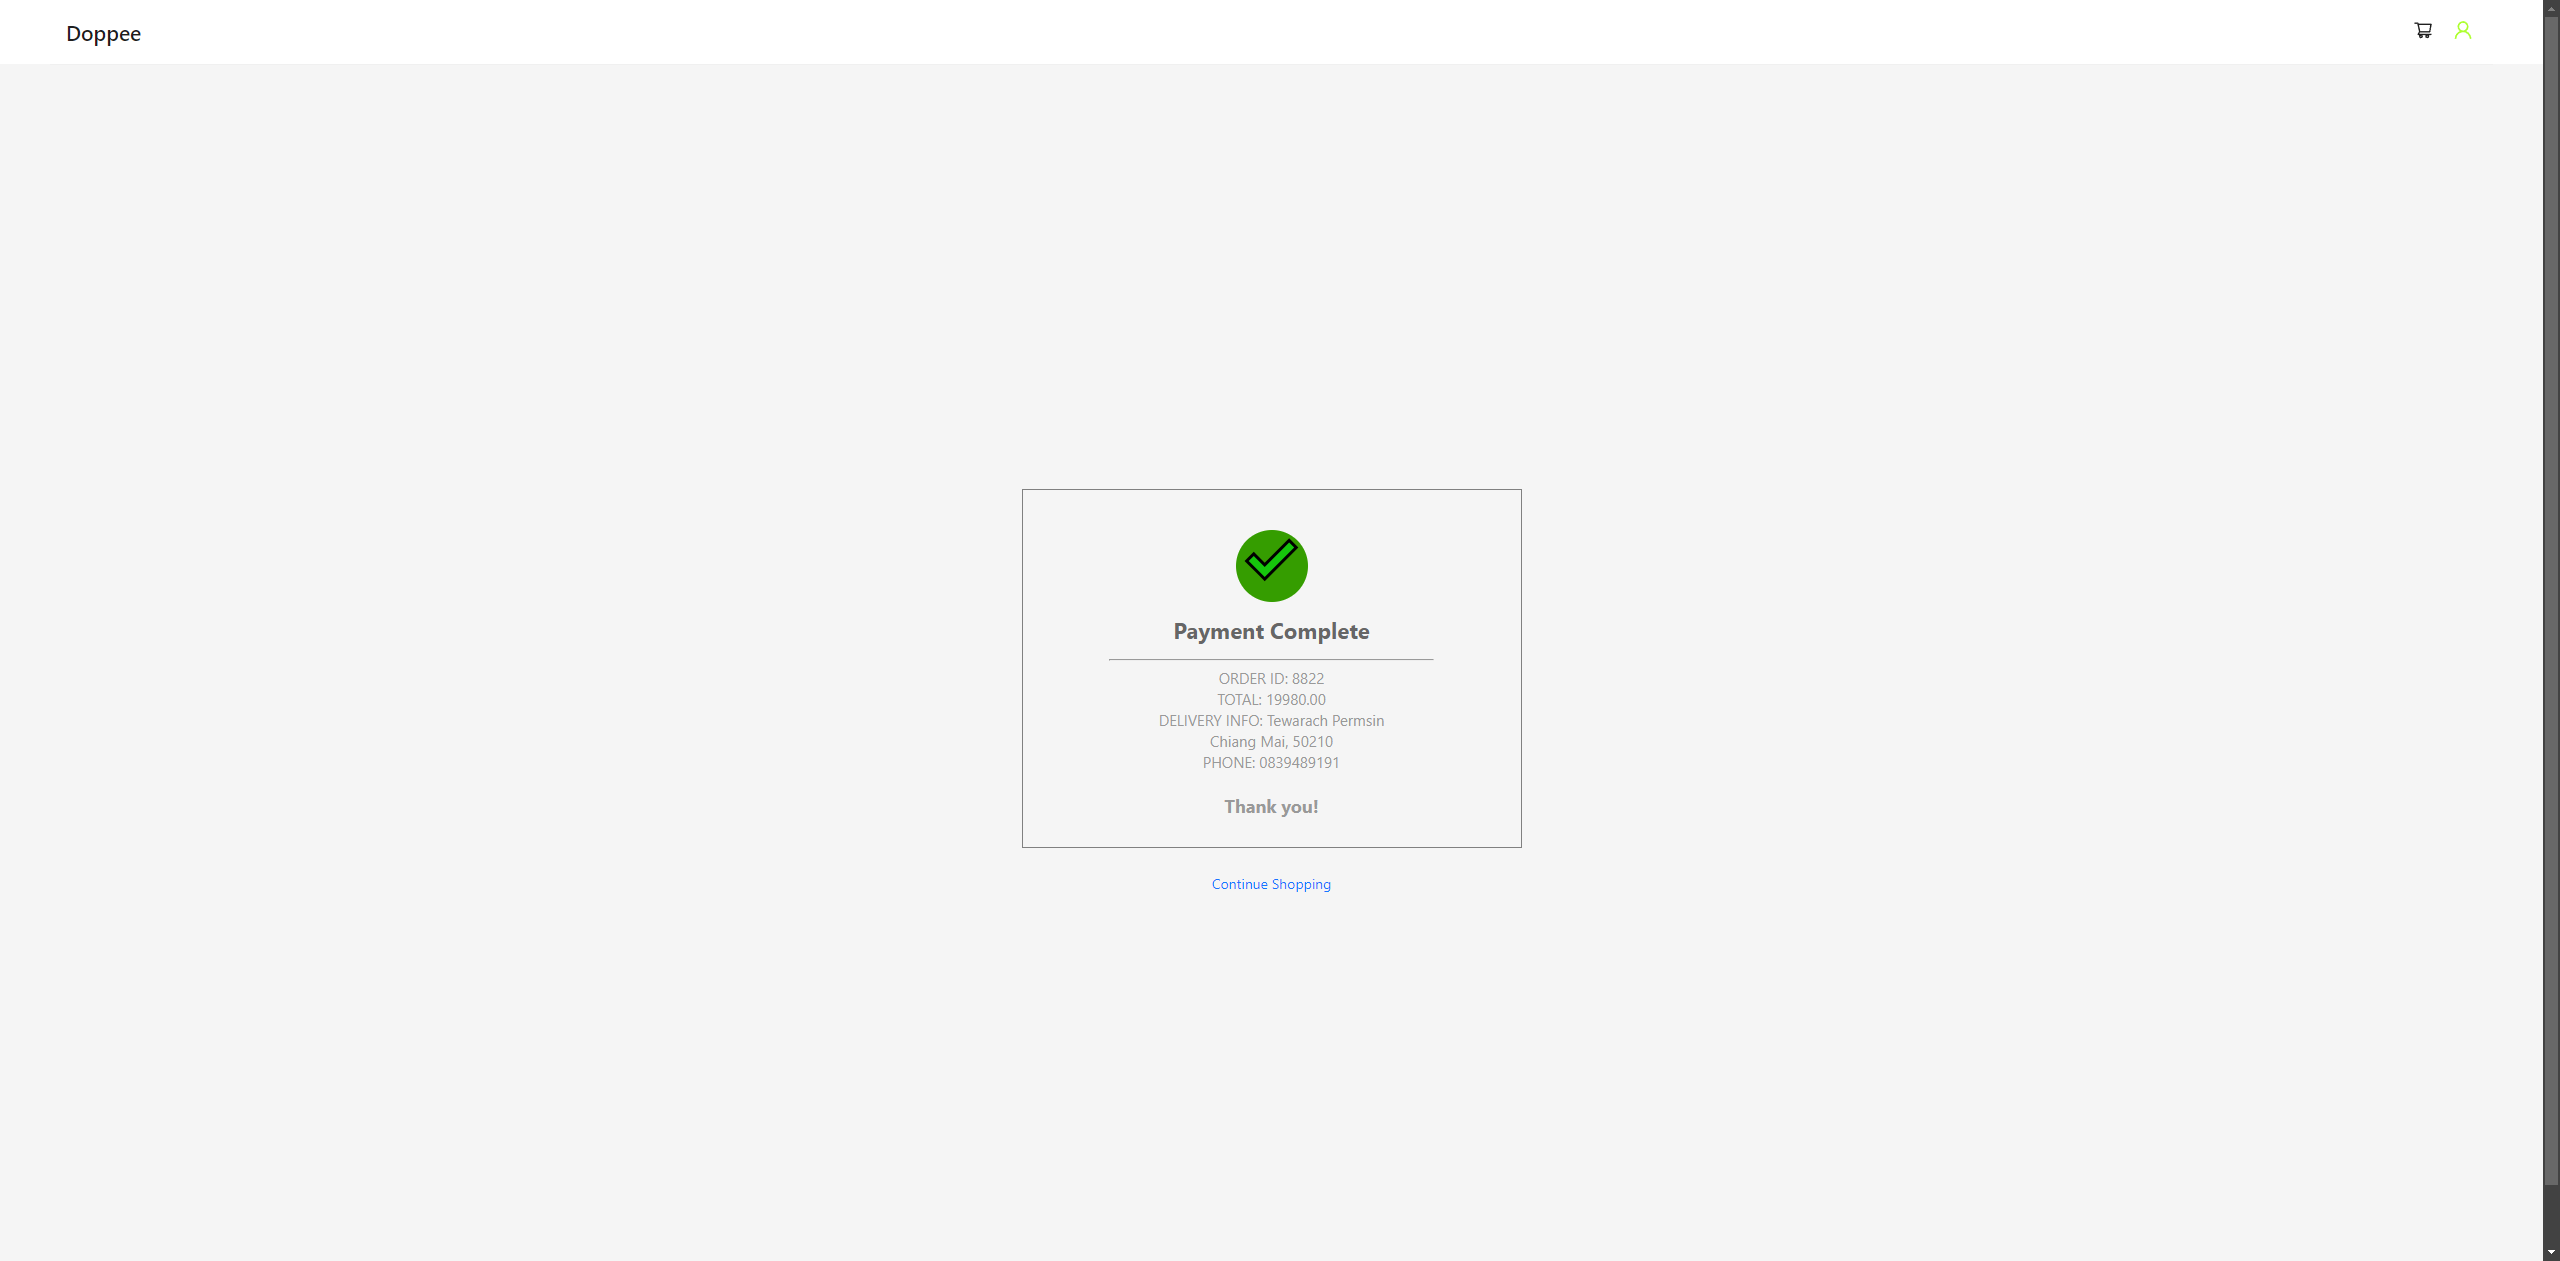 Doppee
Payment Complete
ORDER ID: 8822
TOTAL: 19980.00
DELIVERY INFO: Tewarach Permsin
Chiang Mai, 50210
PHONE: 0839489191
Thank you!
Continue Shopping